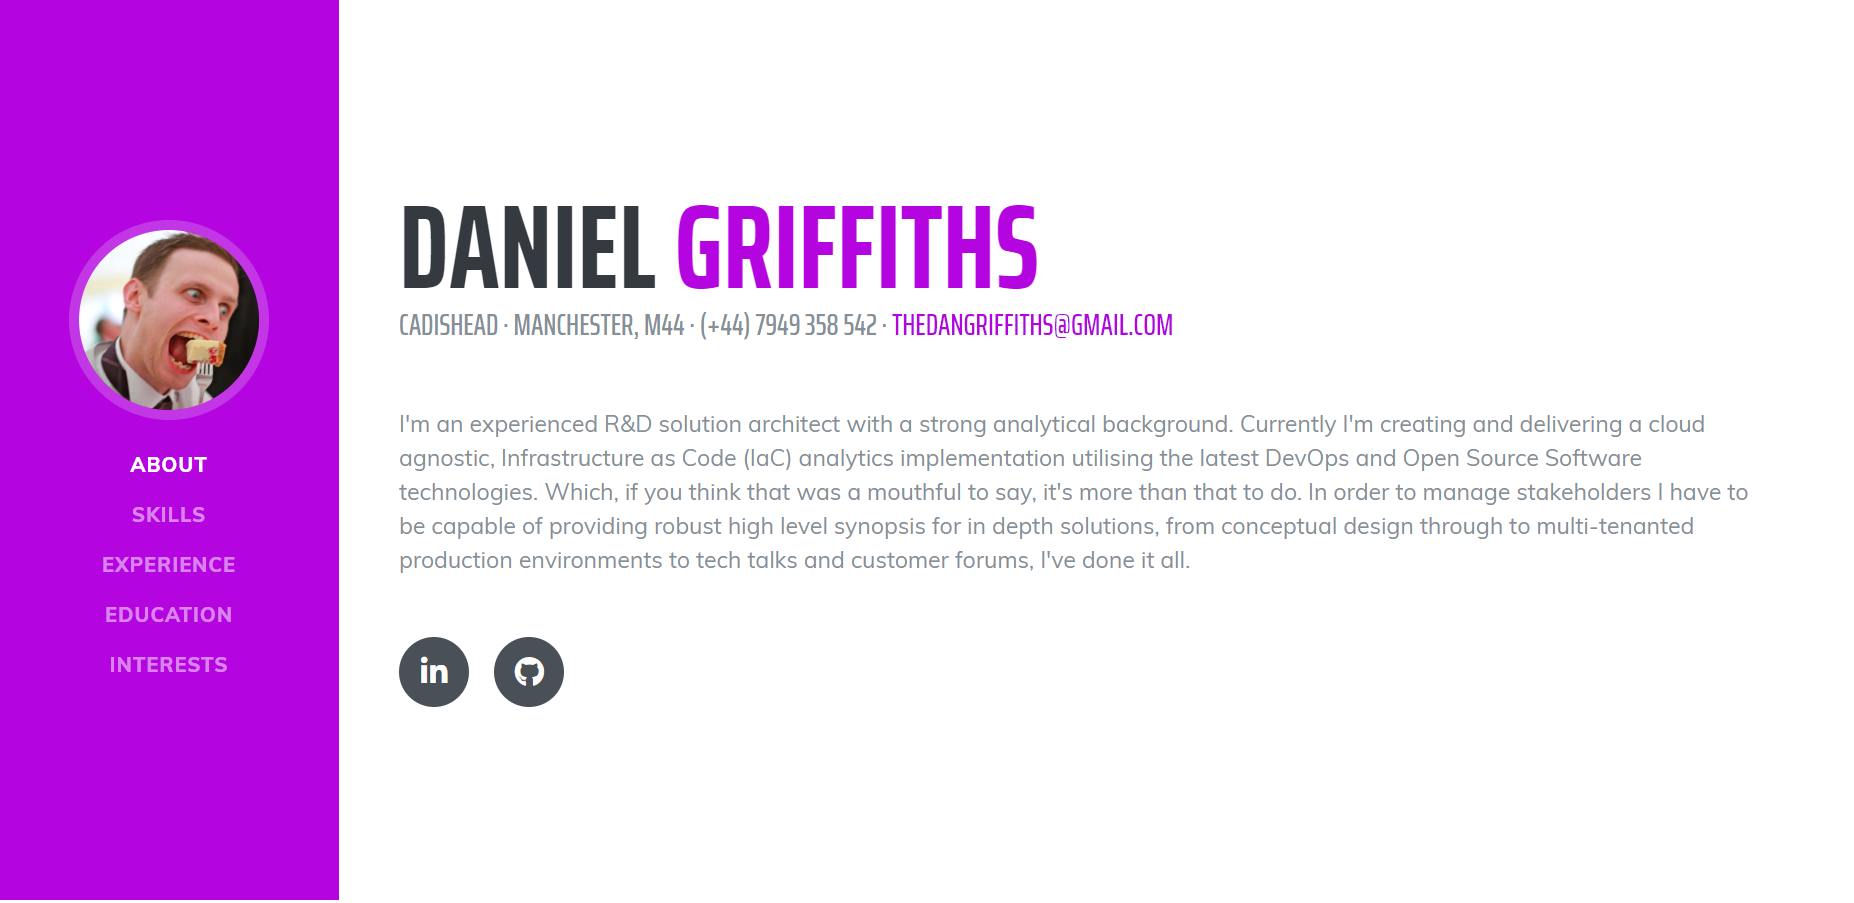 ABOUT
SKILLS
EXPERIENCE
EDUCATION
INTERESTS
DANIEL GRIFFITHS
CADISHEAD · MANCHESTER, M44 · (+44) 7949 358 542 · THEDANGRIFFITHS@GMAIL.COM
I'm an experienced R&D solution architect with a strong analytical background. Currently I'm creating and delivering a cloud
agnostic, Infrastructure as Code (IaC) analytics implementation utilising the latest DevOps and Open Source Software
technologies. Which, if you think that was a mouthful to say, it's more than that to do. In order to manage stakeholders I have to
be capable of providing robust high level synopsis for in depth solutions, from conceptual design through to multi-tenanted
production environments to tech talks and customer forums, I've done it all.
in